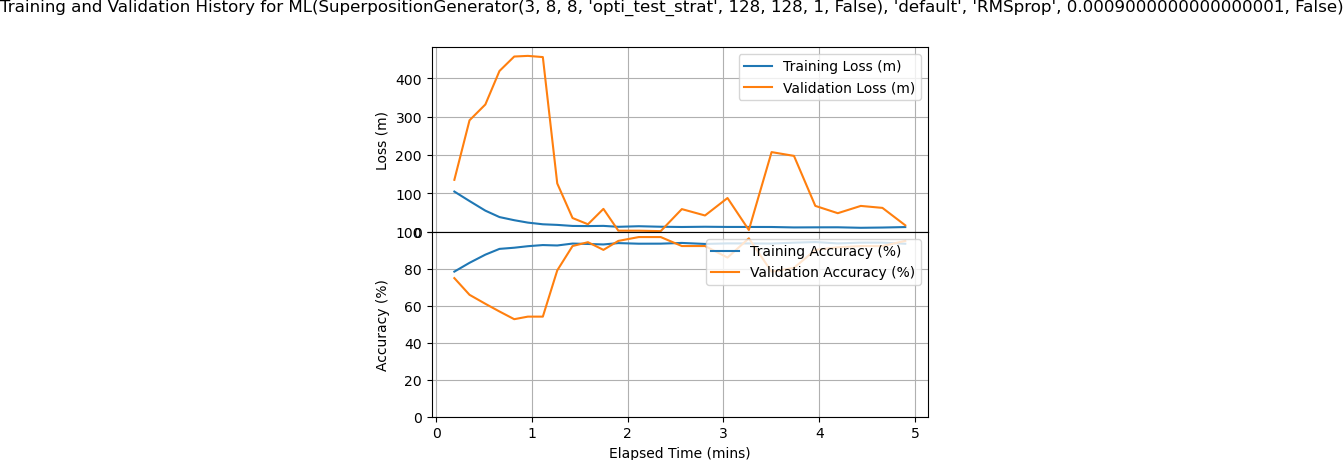 Training and Validation History for ML(SuperpositionGenerator(3, 8, 8, 'opti_test_strat', 128, 128, 1, False), 'default', 'RMSprop', 0.0009000000000000001, False)
Training Loss (m)
Validation Loss (m)
Loss (m)
400
300
200
100
0
Training Accuracy (%)
Validation Accuracy (%)
Accuracy (%)
100
80
60
40
20
0
0 1 2 3 4 5
Elapsed Time (mins)